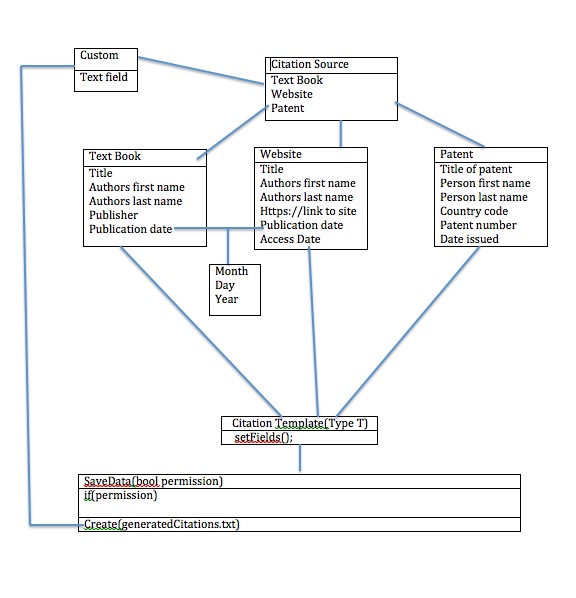 Custom
Text field
Citation Source
Text Book
Website
Patent
Text Book
Title
Authors first name
Authors last name
Publisher
Publication date
Website
Title
Authors first name
Authors last name
Https://link to site
Publication date
Access Date
Patent
Title of patent
Person first name
Person last name
Country code
Patent number
Date issued
Month
Day
Year
Citation Template(Type T)
setFields();
SaveData(bool permission)
if(permission)
Create(generatedCitations.txt)